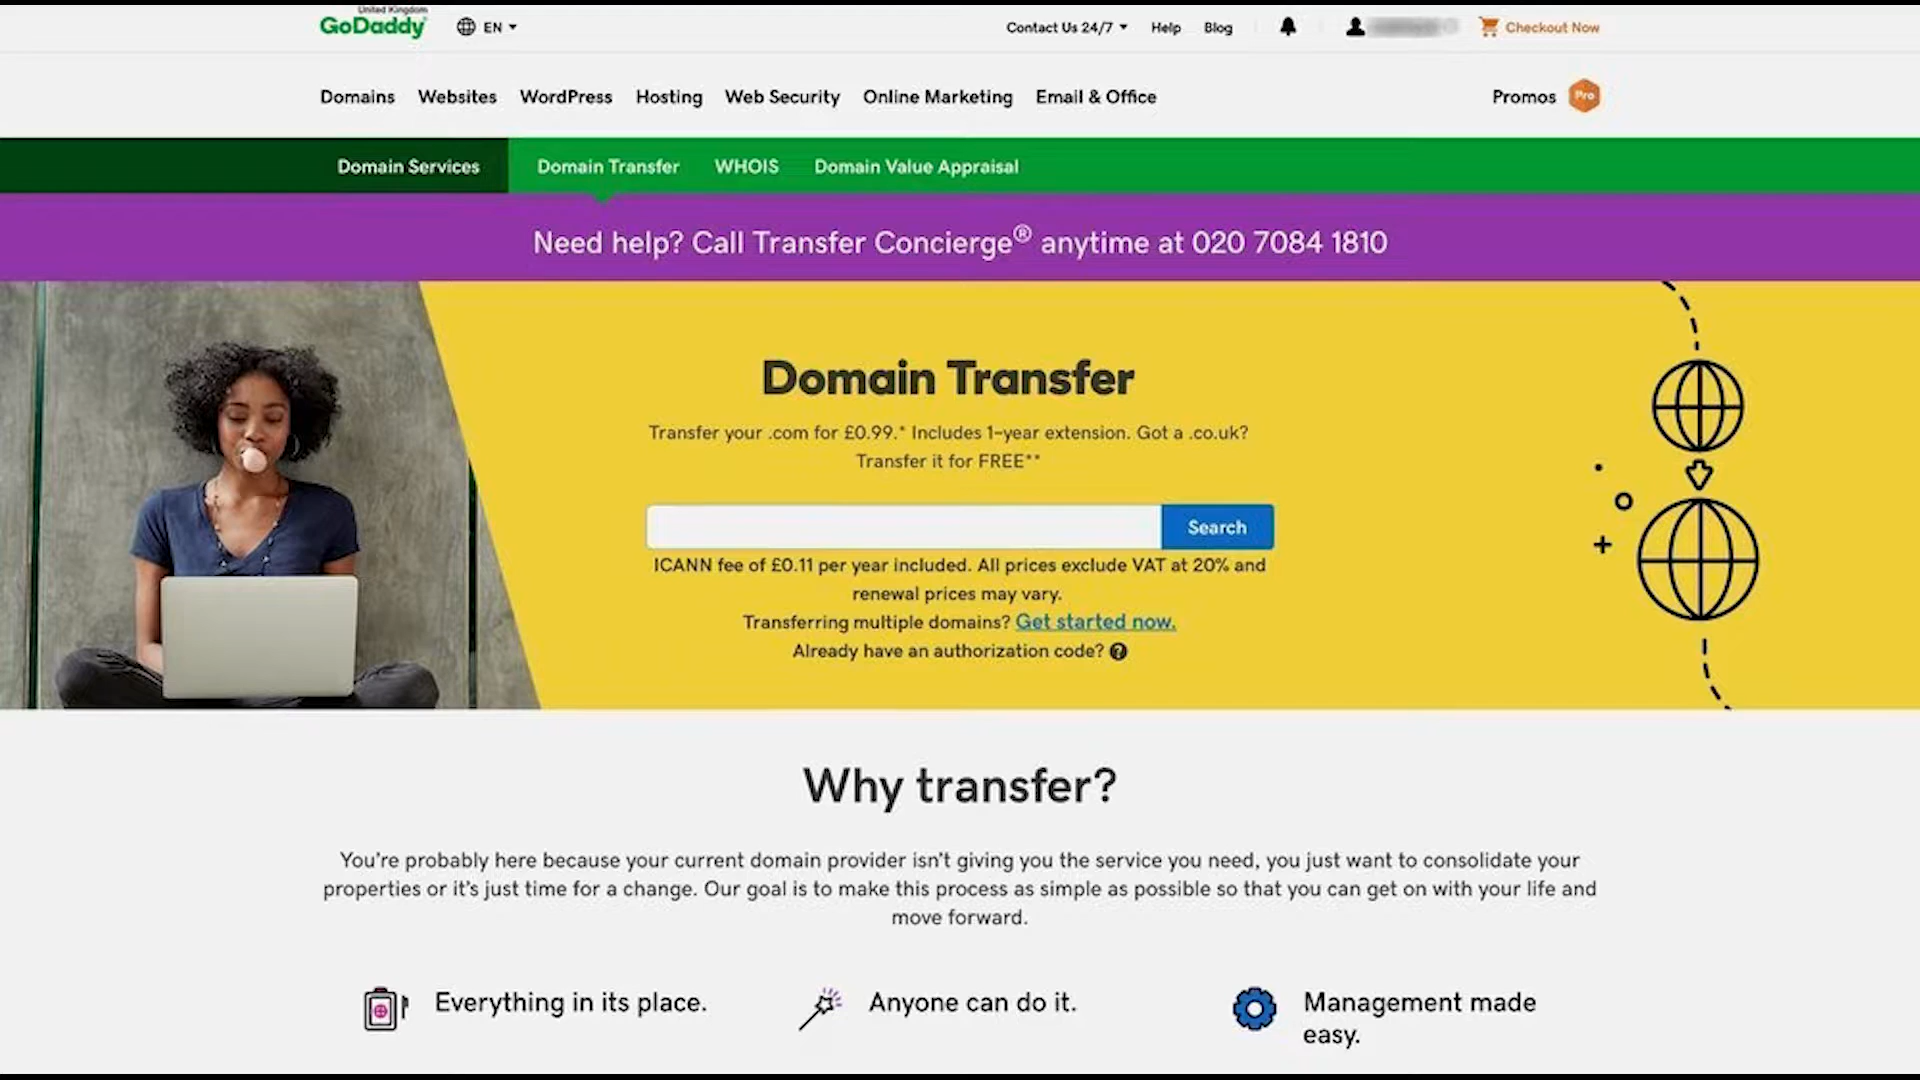 United Kingdom
GoDaddy
EN
Contact Us 24/7
Help
Blog
Checkout Now
Domains
Websites
WordPress
Hosting
Web Security
Online Marketing
Email & Office
Promos
Pro
Domain Services
Domain Transfer
WHOIS
Domain Value Appraisal
Need help? Call Transfer Concierge® anytime at 020 7084 1810
Domain Transfer
Transfer your .com for £0.99.* Includes 1-year extension. Got a .co.uk?
Transfer it for FREE**
Search
ICANN fee of £0.11 per year included. All prices exclude VAT at 20% and
renewal prices may vary.
Transferring multiple domains? Get started now.
Already have an authorization code? ?
Why transfer?
You're probably here because your current domain provider isn't giving you the service you need, you just want to consolidate your
properties or it's just time for a change. Our goal is to make this process as simple as possible so that you can get on with your life and
move forward.
Everything in its place.
Anyone can do it.
Management made
easy.